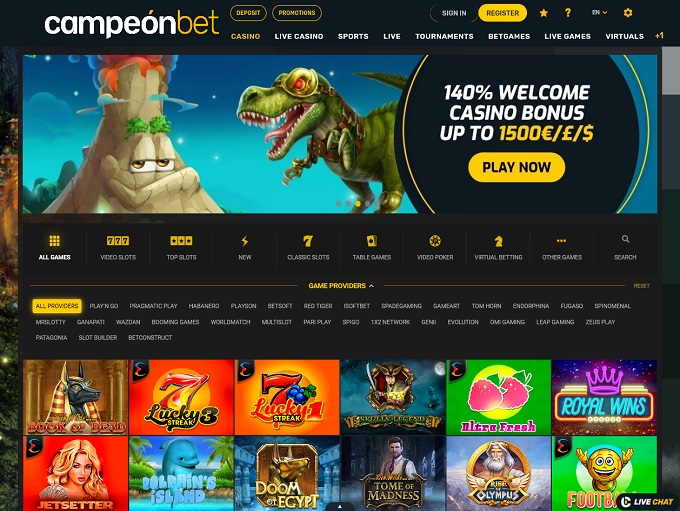 campeónbet
DEPOSIT PROMOTIONS SIGN IN REGISTER ? EN
CASINO LIVE CASINO SPORTS LIVE TOURNAMENTS BETGAMES LIVE GAMES VIRTUALS +1
140% WELCOME
CASINO BONUS
UP TO 1500€/£/$
PLAY NOW
ALL GAMES VIDEO SLOTS TOP SLOTS NEW CLASSIC SLOTS TABLE GAMES VIDEO POKER VIRTUAL BETTING OTHER GAMES SEARCH
GAME PROVIDERS RESET
ALL PROVIDERS PLAY'N GO PRAGMATIC PLAY HABANERO PLAYSON BETSOFT RED TIGER ISOFTBET SPADEGAMING GAMEART TOM HORN ENDORPHINA FUGASO SPINOMENAL
MRSLOTTY GANAPATI WAZDAN BOOMING GAMES WORLDMATCH MULTISLOT PARI PLAY SPIGO 1X2 NETWORK GENII EVOLUTION OMI GAMING LEAP GAMING ZEUS PLAY
PATAGONIA SLOT BUILDER BETCONSTRUCT
BOOK OF DEAD
7 LUCKY STREAK 3
7 LUCKY STREAK 1
SKULLS LEGEND
Ultra Fresh
ROYAL WINS
JETSETTER
DOLPHIN'S ISLAND
DOOM OF EGYPT
TOME OF MADNESS
RISE OF OLYMPUS
LIVE CHAT